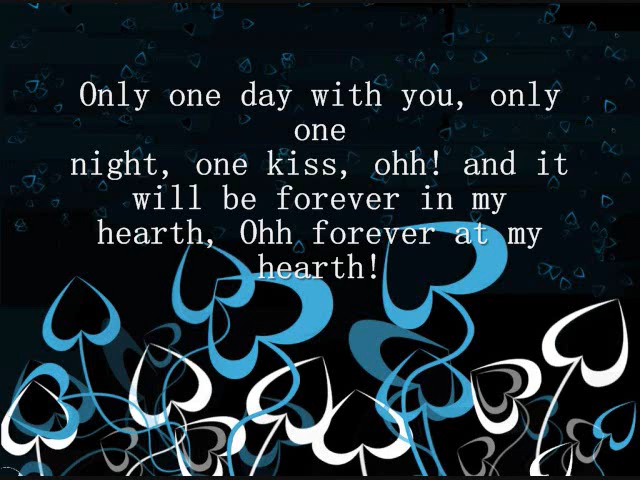 Only one day with you, only
one
night, one kiss, ohh! and it
will be forever in my
hearth, Ohh forever at my
hearth!